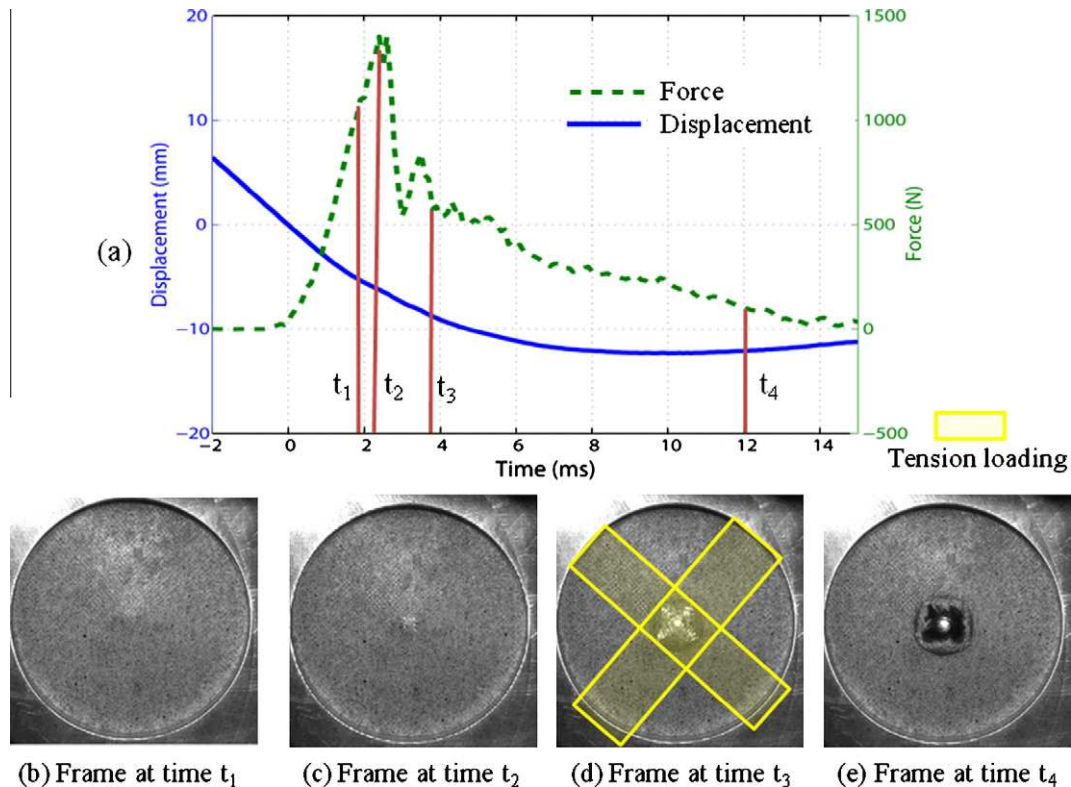 20
10
0
−10
−20
Displacement (mm)
(a)
1500
1000
500
0
−500
Force (N)
Force
Displacement
t1
t2
t3
t4
−2 0 2 4 6 8 10 12 14
Time (ms)
Tension loading
(b) Frame at time t1
(c) Frame at time t2
(d) Frame at time t3
(e) Frame at time t4